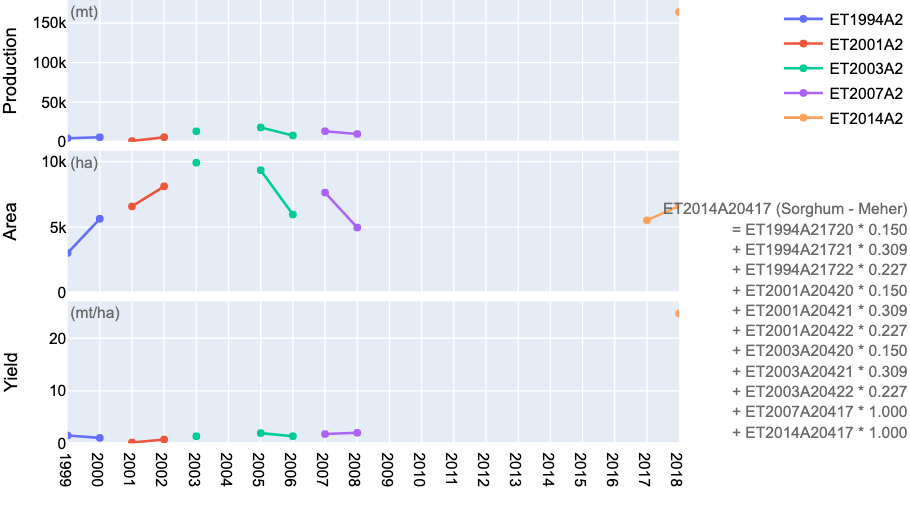 (mt)
150k
100k
50k
0
Production
(ha)
10k
5k
0
Area
(mt/ha)
20
10
0
Yield
1999
2000
2001
2002
2003
2004
2005
2006
2007
2008
2009
2010
2011
2012
2013
2014
2015
2016
2017
2018
ET1994A2
ET2001A2
ET2003A2
ET2007A2
ET2014A2
ET2014A20417 (Sorghum - Meher)
= ET1994A21720 * 0.150
+ ET1994A21721 * 0.309
+ ET1994A21722 * 0.227
+ ET2001A20420 * 0.150
+ ET2001A20421 * 0.309
+ ET2001A20422 * 0.227
+ ET2003A20420 * 0.150
+ ET2003A20421 * 0.309
+ ET2003A20422 * 0.227
+ ET2007A20417 * 1.000
+ ET2014A20417 * 1.000